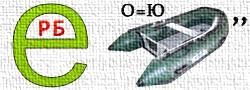 е РБ
О=Ю
,,